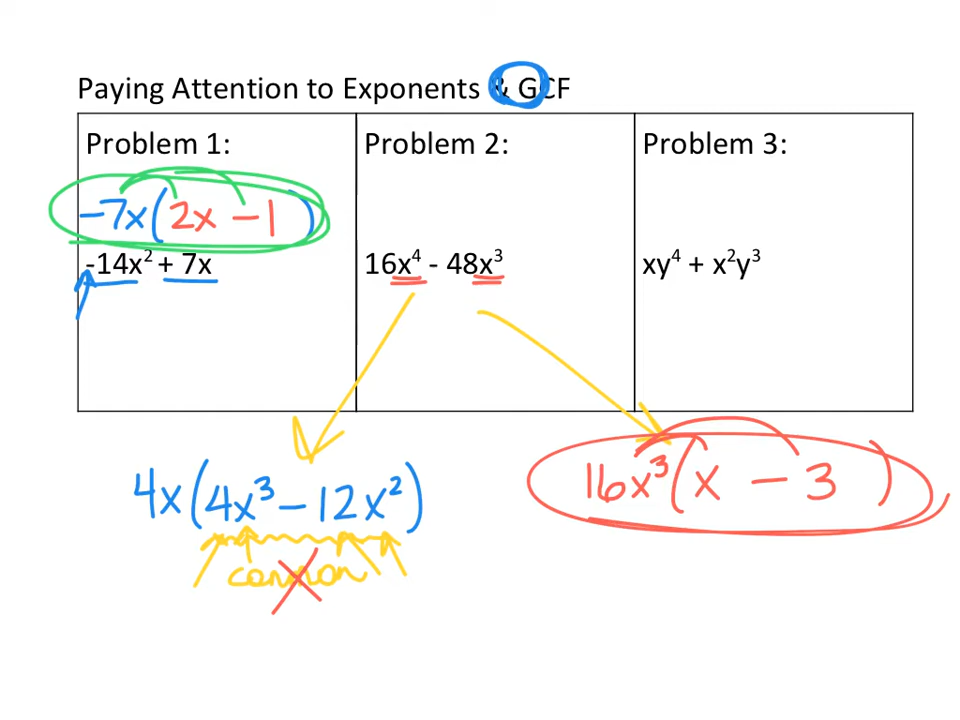 Paying Attention to Exponents & GCF
Problem 1:
-7x(2x -1)
-14x² + 7x
Problem 2:
16x⁴ - 48x³
Problem 3:
xy⁴ + x²y³
4x(4x³ - 12x²)
common
16x³(x - 3)